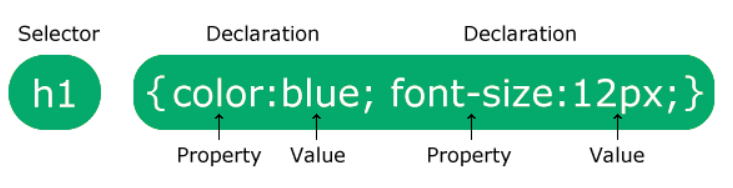 Selector Declaration Declaration
h1 {color:blue; font-size:12px;}
Property Value Property Value